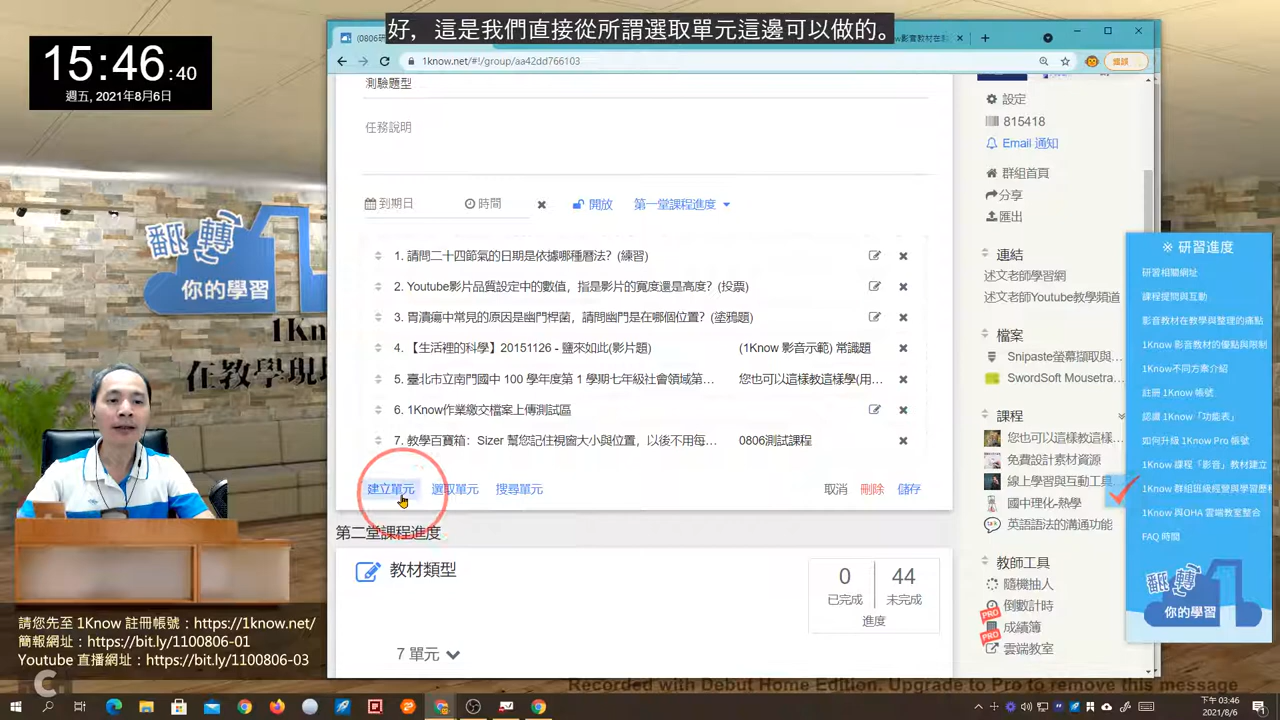 好，這是我們直接從所謂選取單元這邊可以做的。
15:46:40
週五, 2021年8月6日
1know.net/#!/group/aa42dd766103
測驗題型
任務說明
到期日
時間
開放
第一堂課程進度
1. 請問二十四節氣的日期是依據哪種曆法？(練習)
2. Youtube影片品質設定中的數值，指是影片的寬度還是高度？(投票)
3. 胃潰瘍中常見的原因是幽門桿菌，請問幽門是在哪個位置？(塗鴉題)
4.【生活裡的科學】20151126 - 鹽來如此(影片題)
(1Know 影音示範) 常識題
5. 臺北市立南門國中 100 學年度第 1 學期七年級社會領域第...
您也可以這樣教這樣學(用...
6. 1Know作業繳交檔案上傳測試區
7. 教學百寶箱：Sizer 幫您記住視窗大小與位置，以後不用每...
0806測試課程
建立單元
選取單元
搜尋單元
取消
刪除
儲存
第二堂課程進度
教材類型
0
已完成
44
未完成
進度
7 單元
設定
815418
Email 通知
群組首頁
分享
匯出
連結
述文老師學習網
述文老師Youtube教學頻道
檔案
Snipaste螢幕擷取與...
SwordSoft Mousetra...
課程
您也可以這樣教這樣...
免費設計素材資源
線上學習與互動工具
國中理化-熱學
英語語法的溝通功能
教師工具
隨機抽人
倒數計時
PRO
成績簿
PRO
雲端教室
※ 研習進度
研習相關網址
課程提問與互動
影音教材在教學與整理的痛點
1Know 影音教材的優點與限制
1Know不同方案介紹
註冊 1Know 帳號
認識 1Know「功能表」
如何升級 1Know Pro 帳號
1Know 課程「影音」教材建立
1Know 群組班級經營與學習歷
1Know 與OHA 雲端教室整合
FAQ 時間
翻轉
你的學習
翻轉
你的學習
1Kn
在教學現
請您先至 1Know 註冊帳號：https://1know.net/
簡報網址：https://bit.ly/1100806-01
Youtube 直播網址：https://bit.ly/1100806-03
Recorded with Debut Home Edition. Upgrade to Pro to remove this message
下午 03:46
2021/8/6